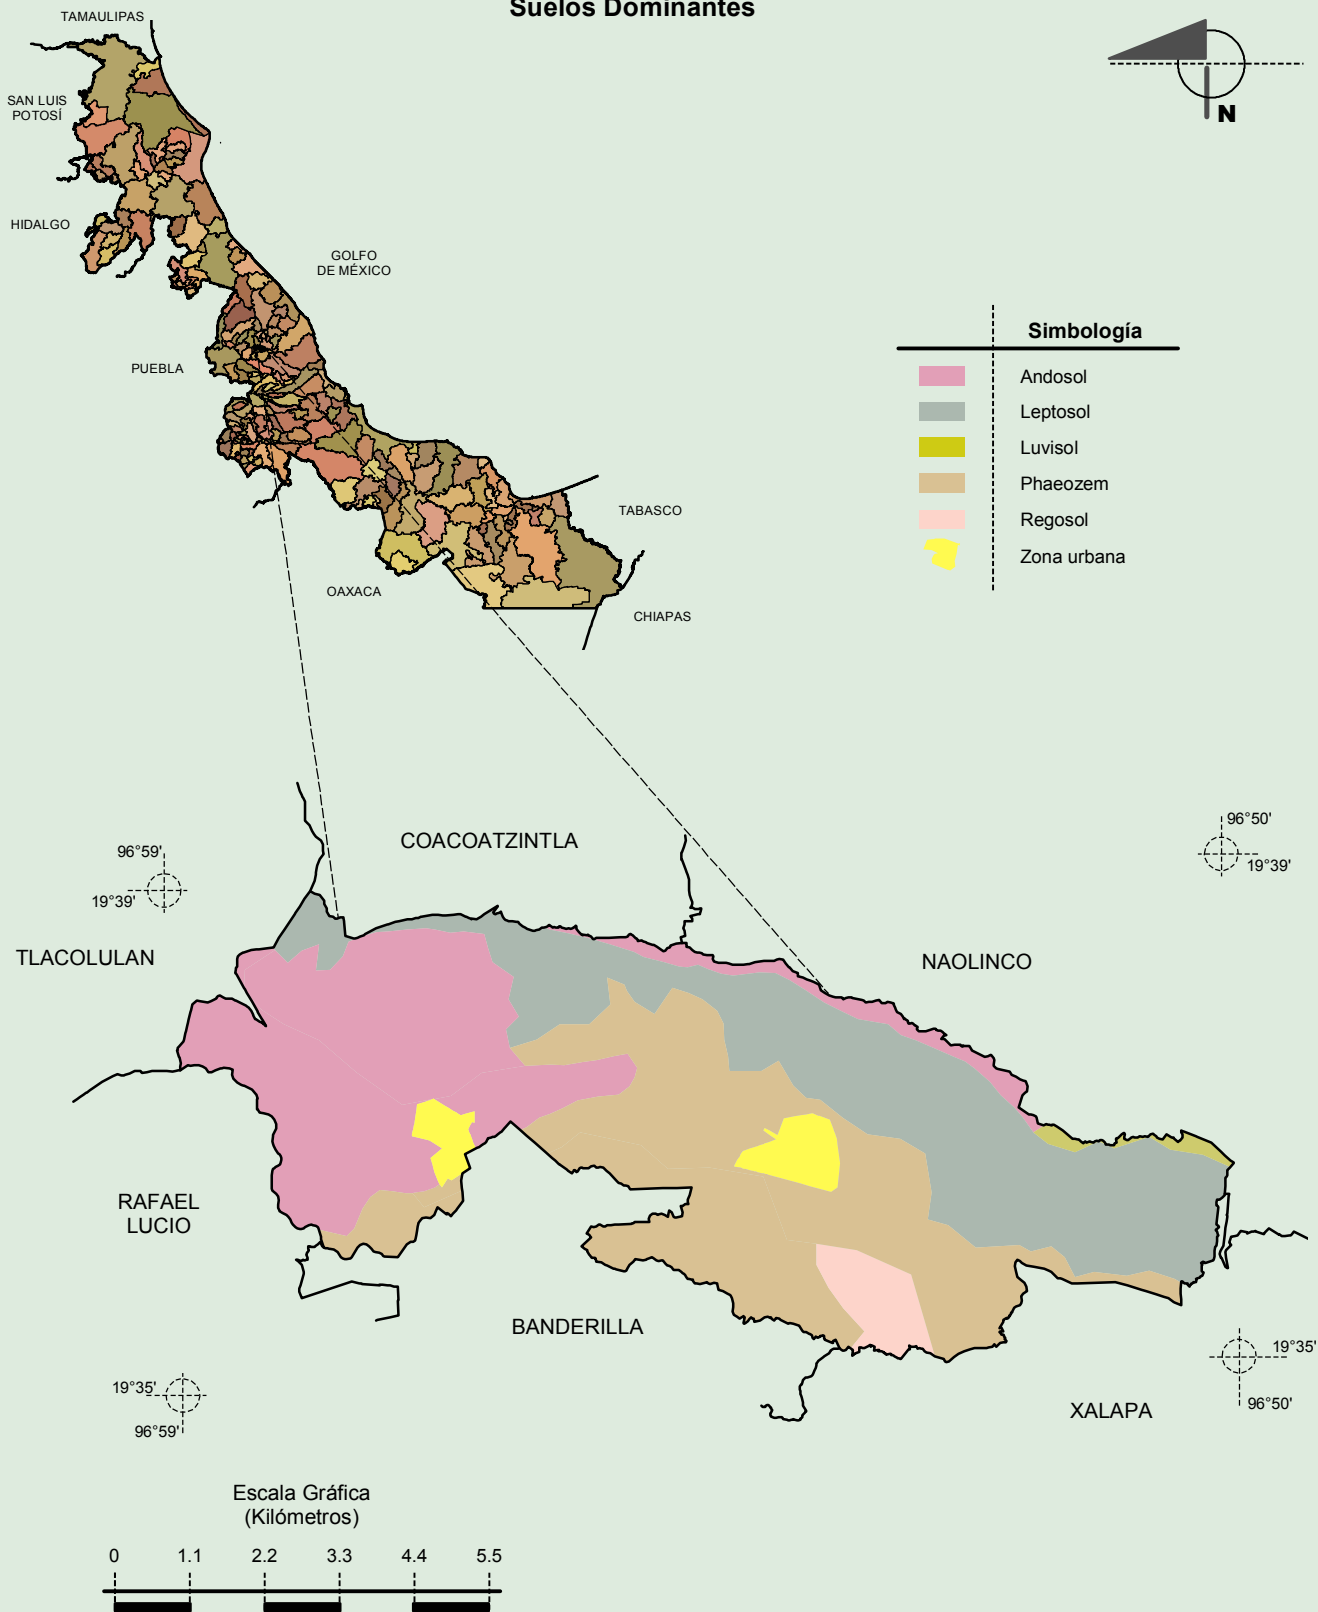 Suelos Dominantes
TAMAULIPAS
SAN LUIS
POTOSÍ
HIDALGO
GOLFO
DE MÉXICO
PUEBLA
TABASCO
OAXACA
CHIAPAS
N
Simbología
Andosol
Leptosol
Luvisol
Phaeozem
Regosol
Zona urbana
96°59'
19°39'
COACOATZINTLA
96°50'
19°39'
TLACOLULAN
NAOLINCO
RAFAEL
LUCIO
BANDERILLA
XALAPA
19°35'
96°59'
19°35'
96°50'
Escala Gráfica
(Kilómetros)
0 1.1 2.2 3.3 4.4 5.5